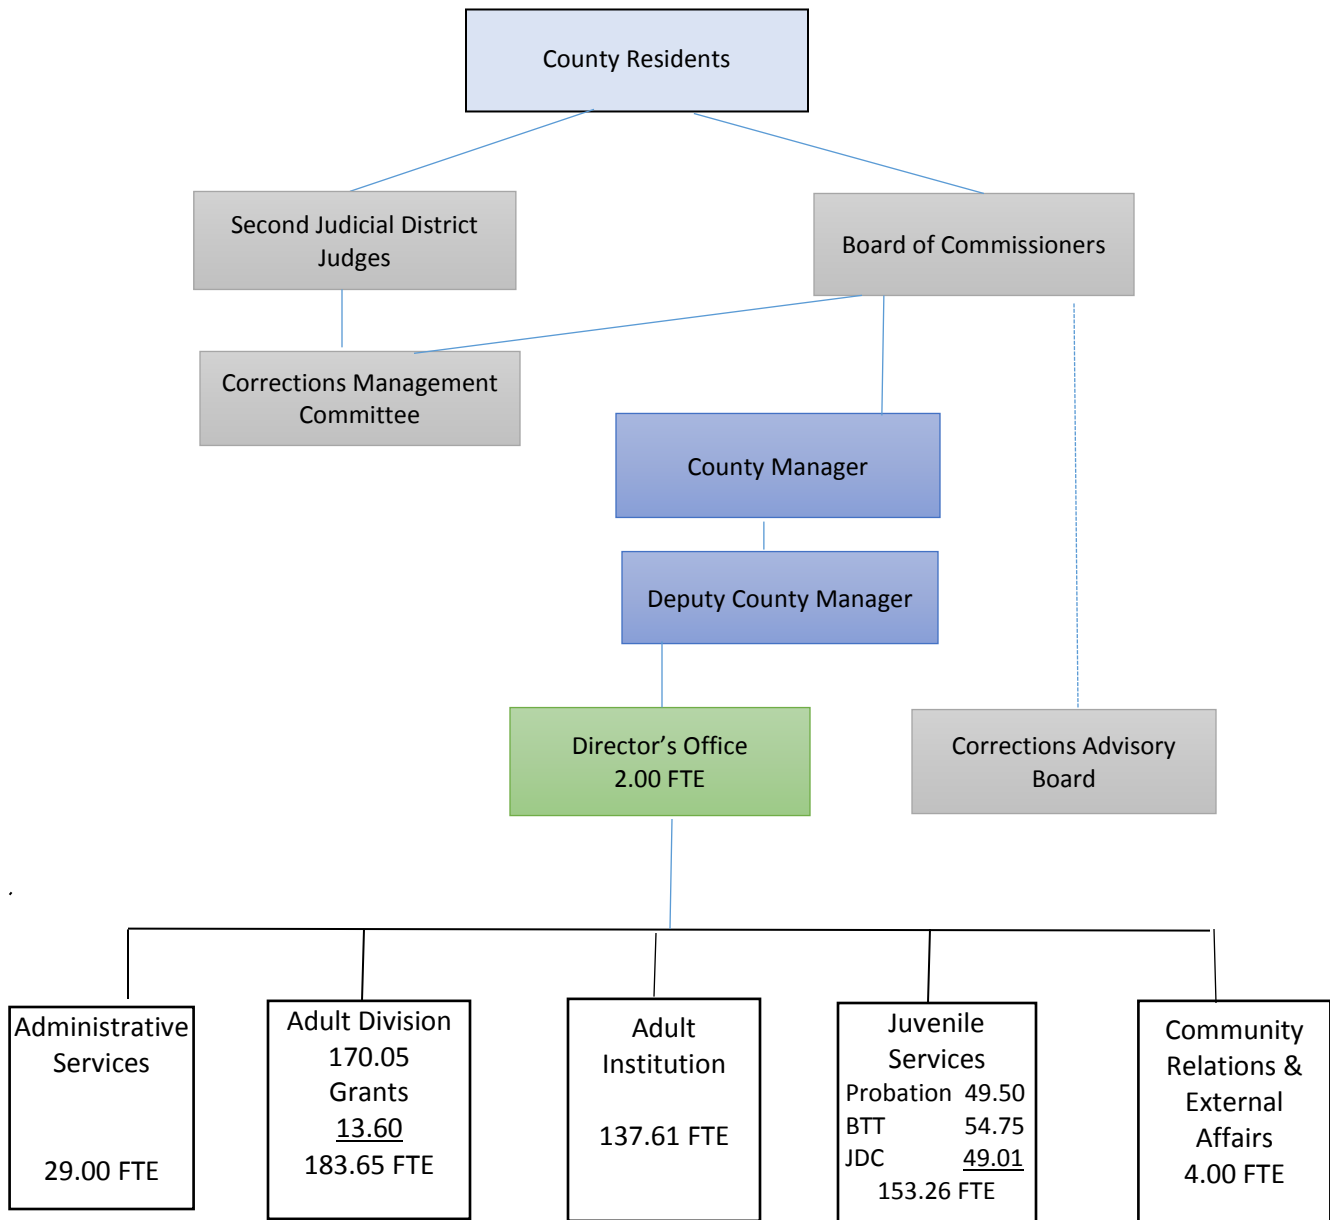 County Residents
Second Judicial District
Judges
Board of Commissioners
Corrections Management
Committee
County Manager
Deputy County Manager
Director’s Office
2.00 FTE
Corrections Advisory
Board
Administrative
Services
29.00 FTE
Adult Division
170.05
Grants
13.60
183.65 FTE
Adult
Institution
137.61 FTE
Juvenile
Services
Probation 49.50
BTT 54.75
JDC 49.01
153.26 FTE
Community
Relations &
External
Affairs
4.00 FTE